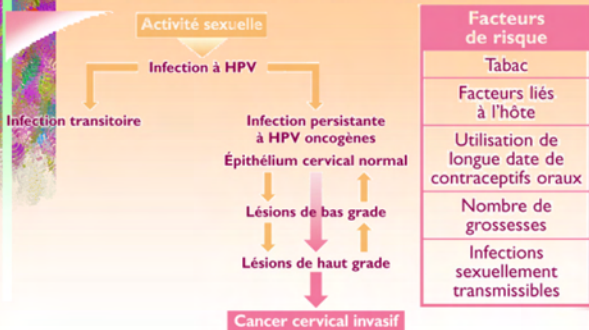 Activité sexuelle
Infection à HPV
Infection transitoire
Infection persistante
à HPV oncogènes
Épithélium cervical normal
Lésions de bas grade
Lésions de haut grade
Cancer cervical invasif
Facteurs
de risque
Tabac
Facteurs liés
à l'hôte
Utilisation de
longue date de
contraceptifs oraux
Nombre de
grossesses
Infections
sexuellement
transmissibles